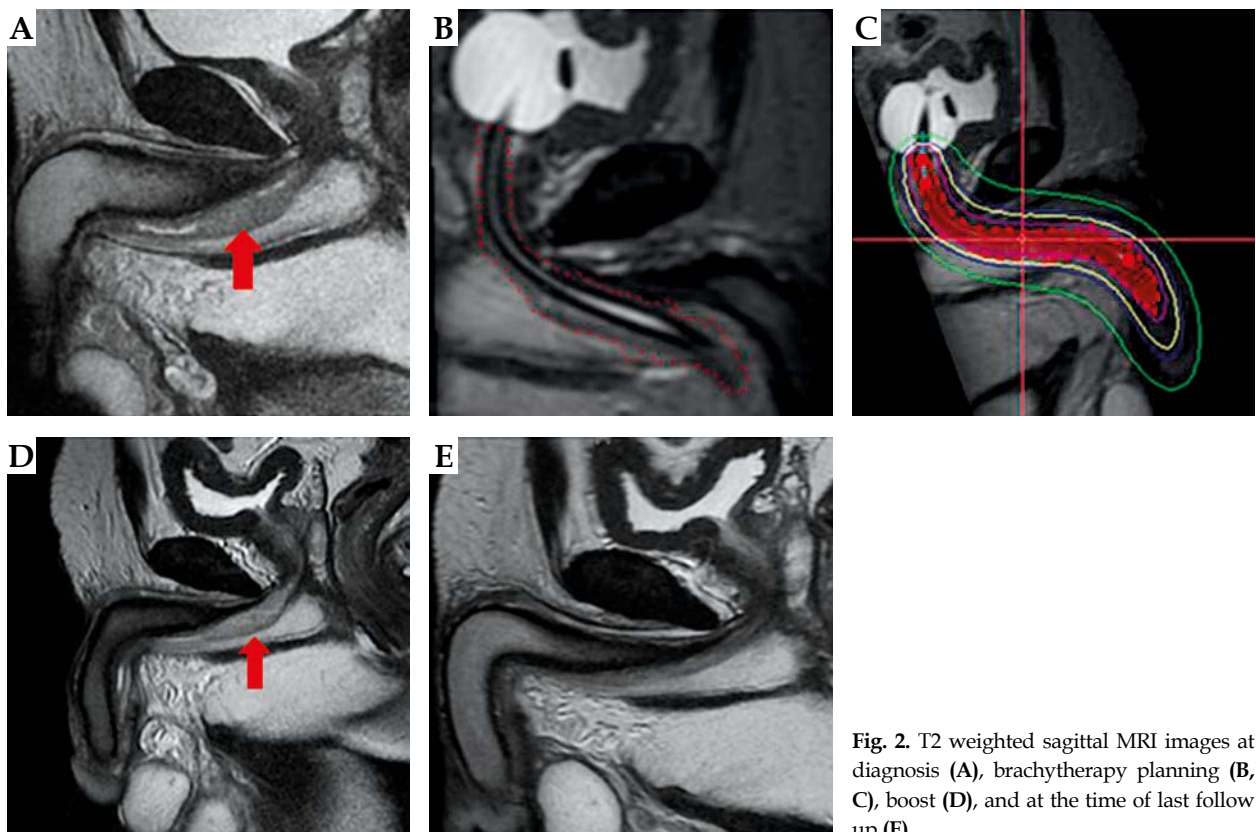 A
B
C
D
E
Fig. 2. T2 weighted sagittal MRI images at
diagnosis (A), brachytherapy planning (B,
C), boost (D), and at the time of last follow
up (E)